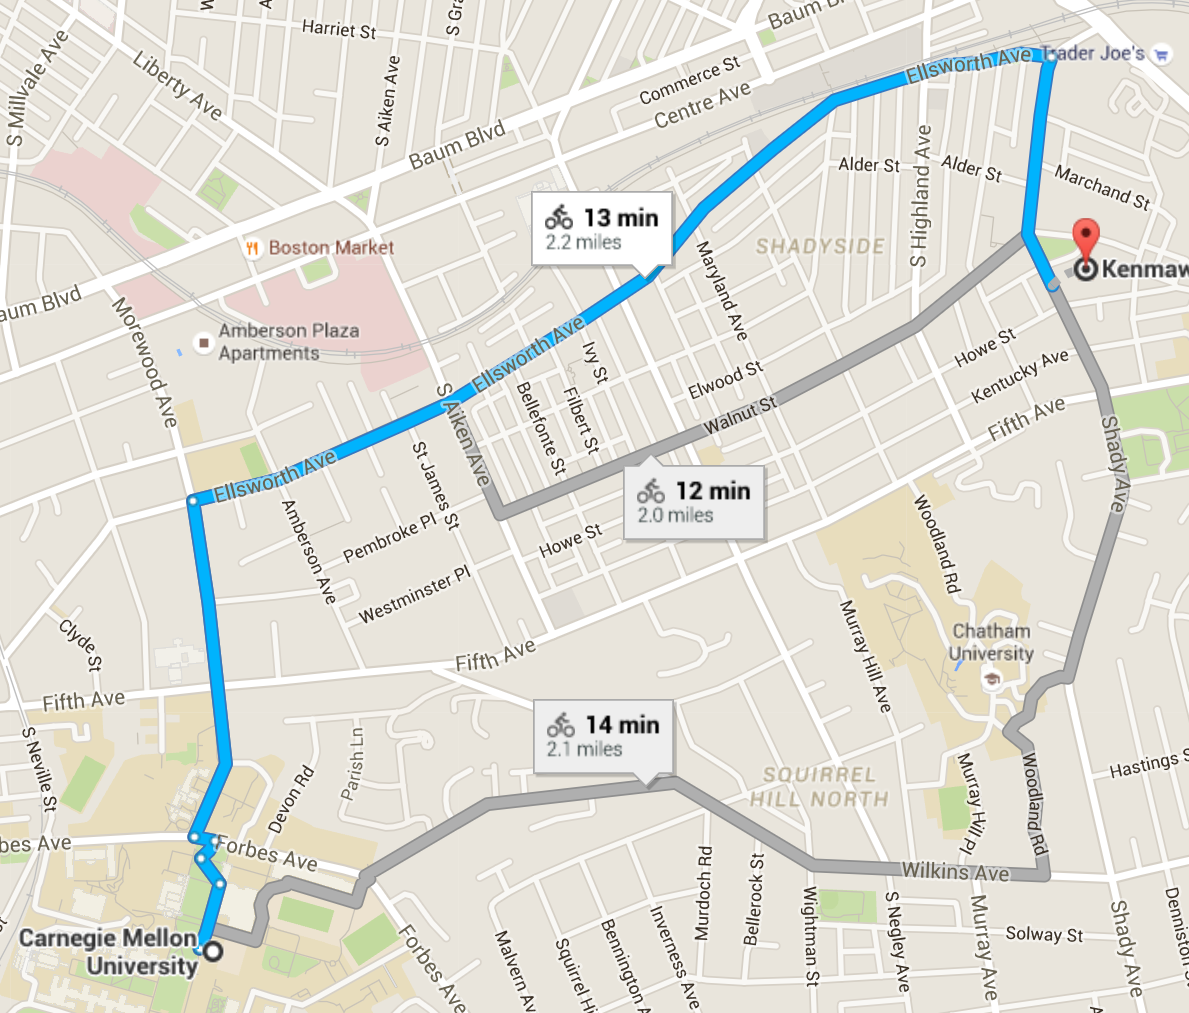 Harriet St
Baum Bl
Liberty Ave
S Millvale Ave
S Aiken Ave
Commerce St
Centre Ave
Baum Blvd
Ellsworth Ave
Trader Joe's
Alder St
S Highland Ave
Alder St
Marchand St
13 min
2.2 miles
SHADYSIDE
Boston Market
Maryland Ave
Kenmaw
aum Blvd
Amberson Plaza
Apartments
Morewood Ave
Ellsworth Ave
Ivy St
Howe St
Elwood St
Kentucky Ave
Filbert St
Bellefonte St
S Aiken Ave
Walnut St
Fifth Ave
Shady Ave
Ellsworth Ave
St James St
12 min
2.0 miles
Amberson Ave
Pembroke Pl
Howe St
Woodland Rd
Westminster Pl
Clyde St
Murray Hill Ave
Chatham
University
Fifth Ave
Fifth Ave
14 min
2.1 miles
S Neville St
Parish Ln
Devon Rd
SQUIRREL
HILL NORTH
Murray Hill Pl
Woodland Rd
Hastings S
bes Ave
Forbes Ave
Wilkins Ave
Murdoch Rd
Bellerock St
Wightman St
S Negley Ave
Murray Ave
Shady Ave
Denniston
Solway St
Carnegie Mellon
University
Forbes Ave
Malvern Av
Squirrel Hi
Bennington A
Inverness Ave